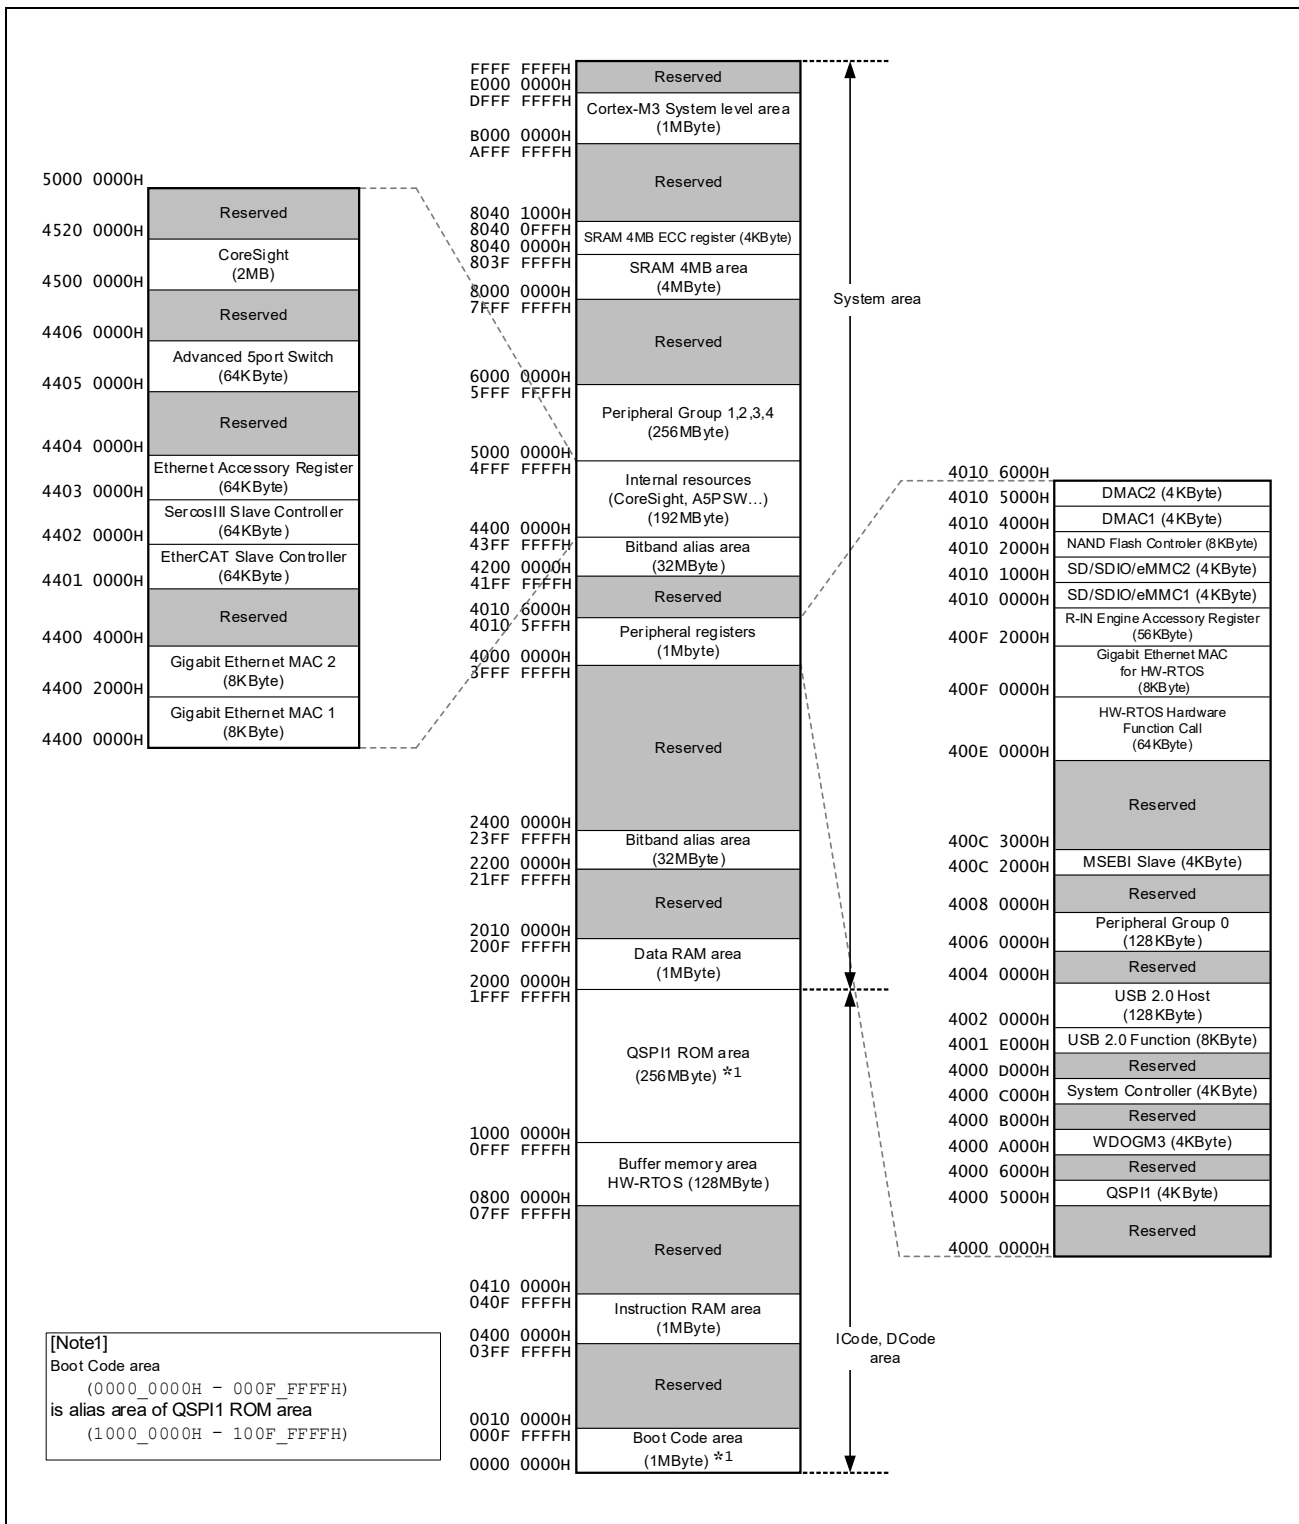 FFFF FFFFH
Reserved
E000 0000H
DFFF FFFFH
Cortex-M3 System level area
(1MByte)
B000 0000H
AFFF FFFFH
Reserved
8040 1000H
8040 0FFFH
SRAM 4MB ECC register (4KByte)
8040 0000H
803F FFFFH
SRAM 4MB area
(4MByte)
8000 0000H
7FFF FFFFH
Reserved
6000 0000H
5FFF FFFFH
Peripheral Group 1,2,3,4
(256MByte)
5000 0000H
4FFF FFFFH
Internal resources
(CoreSight, A5PSW...)
(192MByte)
4400 0000H
43FF FFFFH
Bitband alias area
(32MByte)
4200 0000H
41FF FFFFH
Reserved
4010 6000H
4010 5FFFH
Peripheral registers
(1Mbyte)
4000 0000H
3FFF FFFFH
Reserved
2400 0000H
23FF FFFFH
Bitband alias area
(32MByte)
2200 0000H
21FF FFFFH
Reserved
2010 0000H
200F FFFFH
Data RAM area
(1MByte)
2000 0000H
1FFF FFFFH
QSPI1 ROM area
(256MByte) *1
1000 0000H
0FFF FFFFH
Buffer memory area
HW-RTOS (128MByte)
0800 0000H
07FF FFFFH
Reserved
0410 0000H
040F FFFFH
Instruction RAM area
(1MByte)
0400 0000H
03FF FFFFH
Reserved
0010 0000H
000F FFFFH
Boot Code area
(1MByte) *1
0000 0000H
System area
ICode, DCode
area
5000 0000H
Reserved
4520 0000H
CoreSight
(2MB)
4500 0000H
Reserved
4406 0000H
Advanced 5port Switch
(64KByte)
4405 0000H
Reserved
4404 0000H
Ethernet Accessory Register
(64KByte)
4403 0000H
SercosIII Slave Controller
(64KByte)
4402 0000H
EtherCAT Slave Controller
(64KByte)
4401 0000H
Reserved
4400 4000H
Gigabit Ethernet MAC 2
(8KByte)
4400 2000H
Gigabit Ethernet MAC 1
(8KByte)
4400 0000H
4010 6000H
DMAC2 (4KByte)
4010 5000H
DMAC1 (4KByte)
4010 4000H
NAND Flash Controler (8KByte)
4010 2000H
SD/SDIO/eMMC2 (4KByte)
4010 1000H
SD/SDIO/eMMC1 (4KByte)
4010 0000H
R-IN Engine Accessory Register
(56KByte)
400F 2000H
Gigabit Ethernet MAC
for HW-RTOS
(8KByte)
400F 0000H
HW-RTOS Hardware
Function Call
(64KByte)
400E 0000H
Reserved
400C 3000H
MSEBI Slave (4KByte)
400C 2000H
Reserved
4008 0000H
Peripheral Group 0
(128KByte)
4006 0000H
Reserved
4004 0000H
USB 2.0 Host
(128KByte)
4002 0000H
USB 2.0 Function (8KByte)
4001 E000H
Reserved
4000 D000H
System Controller (4KByte)
4000 C000H
Reserved
4000 B000H
WDOGM3 (4KByte)
4000 A000H
Reserved
4000 6000H
QSPI1 (4KByte)
4000 5000H
Reserved
4000 0000H
[Note1]
Boot Code area
(0000_0000H - 000F_FFFFH)
is alias area of QSPI1 ROM area
(1000_0000H - 100F_FFFFH)